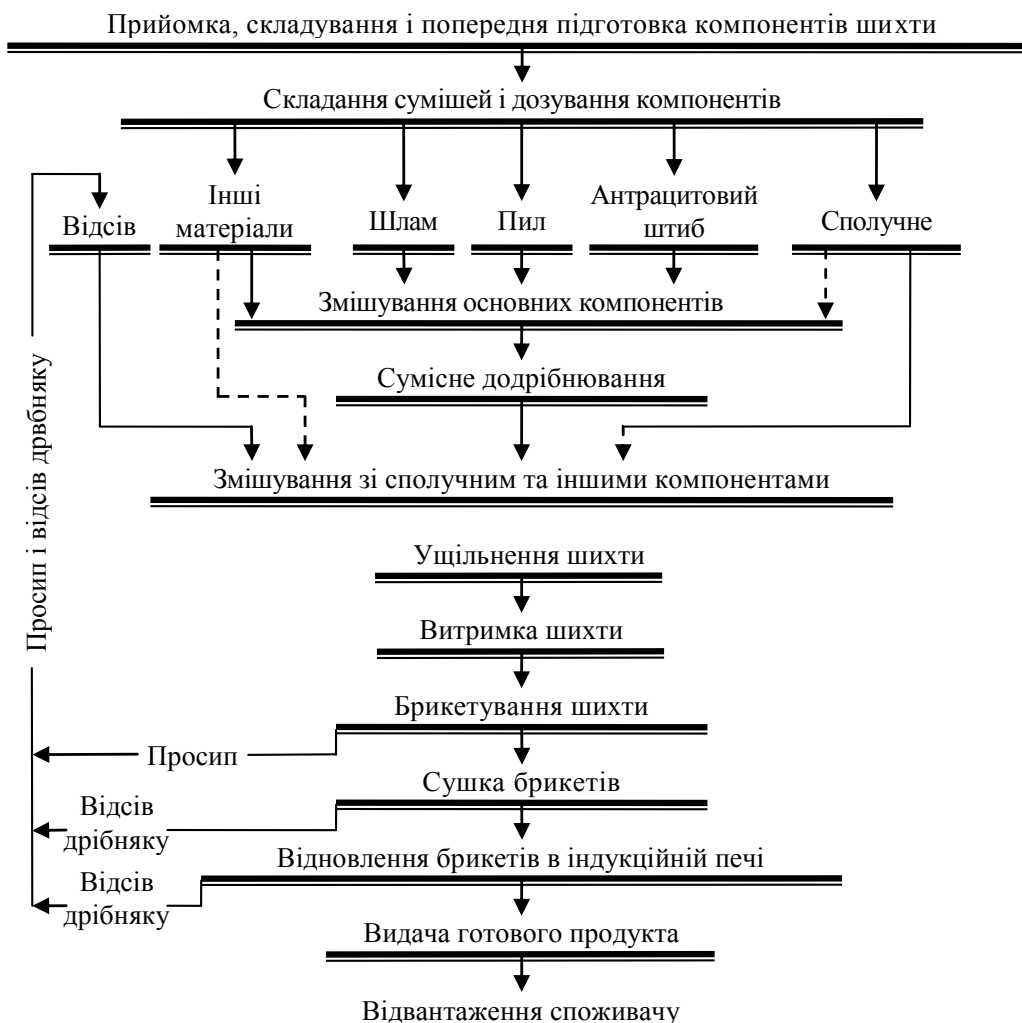 Прийомка, складування і попередня підготовка компонентів шихти
Складання сумішей і дозування компонентів
Відсів
Інші
матеріали
Шлам
Пил
Антрацитовий
штиб
Сполучне
Змішування основних компонентів
Сумісне додрібнювання
Змішування зі сполучним та іншими компонентами
Просип і відсів дрвбняку
Ущільнення шихти
Витримка шихти
Брикетування шихти
Просип
Сушка брикетів
Відсів
дрібняку
Відновлення брикетів в індукційній печі
Відсів
дрібняку
Видача готового продукта
Відвантаження споживачу